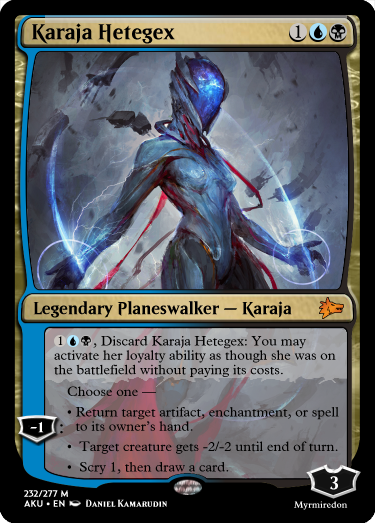 Karaja Hetegex 1
Legendary Planeswalker — Karaja
1, Discard Karaja Hetegex: You may
activate her loyalty ability as though she was on
the battlefield without paying its costs.
Choose one —
-1:
• Return target artifact, enchantment, or spell
to its owner's hand.
• Target creature gets -2/-2 until end of turn.
• Scry 1, then draw a card.
3
232/277 M
AKU • EN Daniel Kamarudin
Myrmiredon